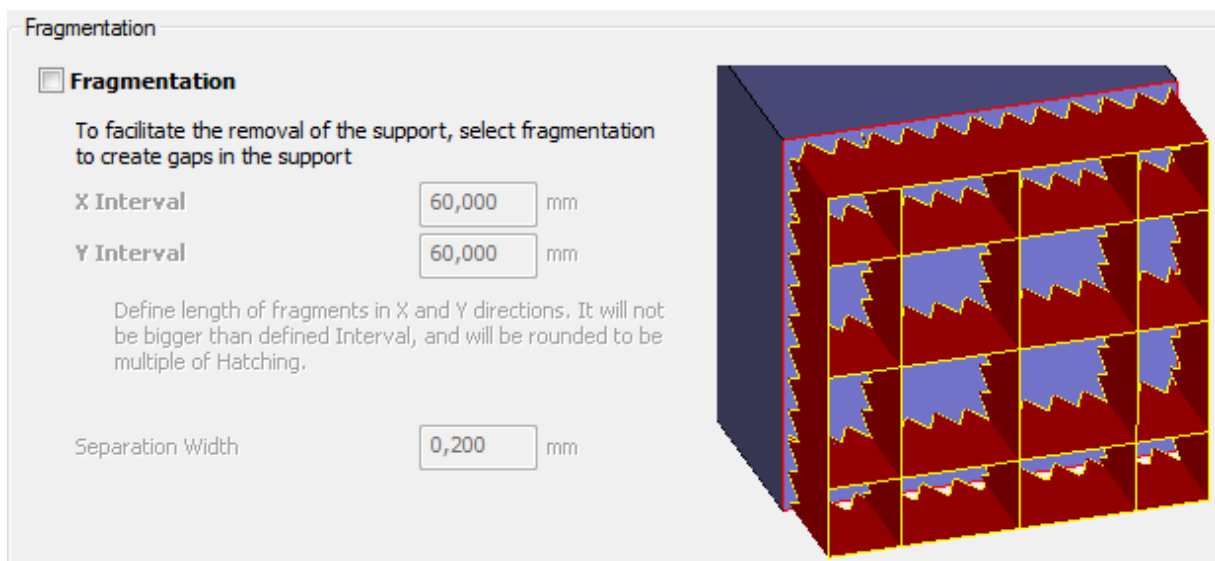 Fragmentation
Fragmentation
To facilitate the removal of the support, select fragmentation
to create gaps in the support
X Interval 60,000 mm
Y Interval 60,000 mm
Define length of fragments in X and Y directions. It will not
be bigger than defined Interval, and will be rounded to be
multiple of Hatching.
Separation Width 0,200 mm